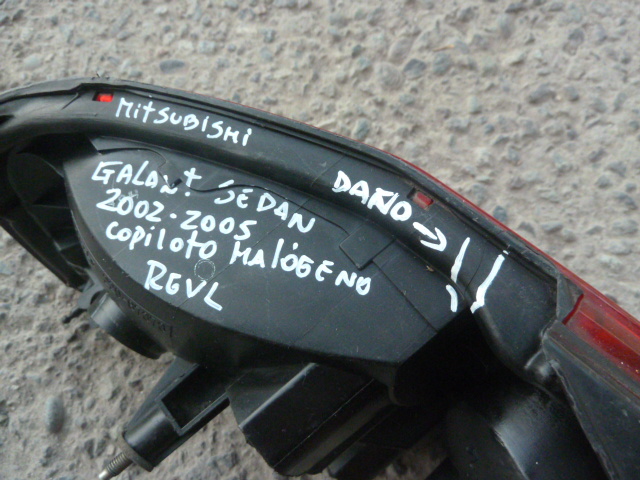 MitSUBISHi
GALANt SEDAN
2002-2005
COPILOTO HALÓGENO
RGVL
DAÑO → !!